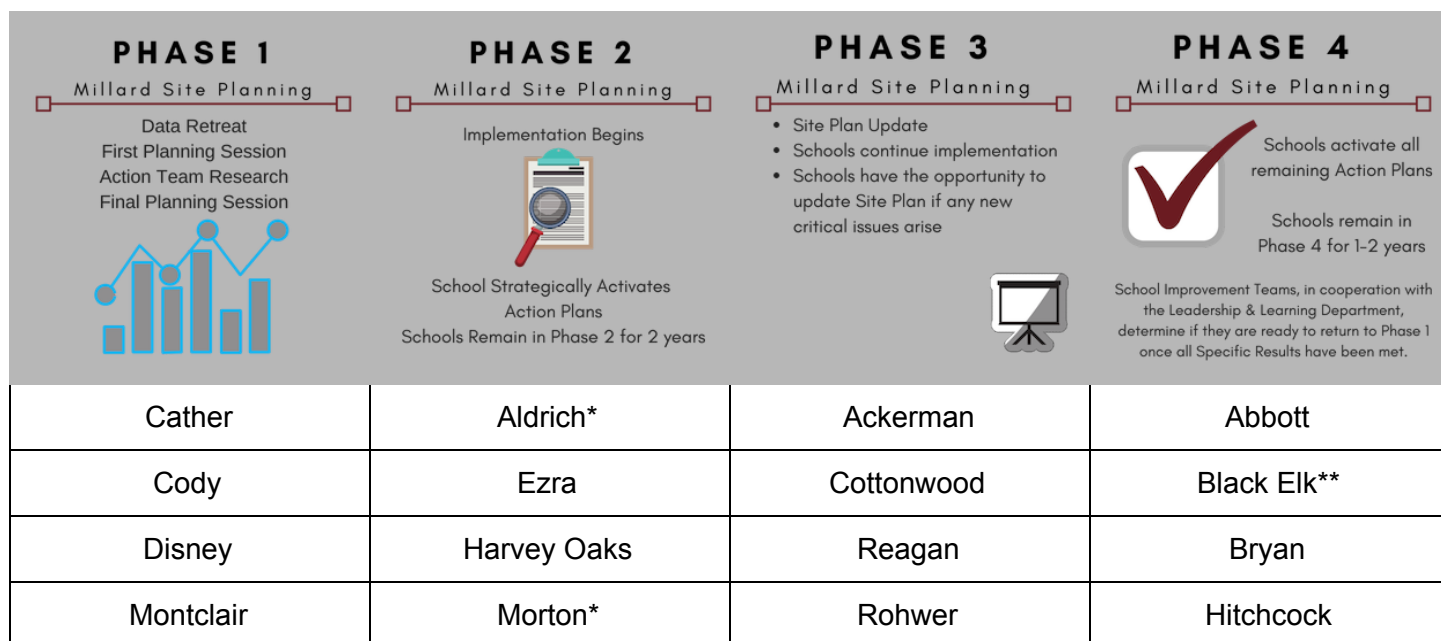 PHASE 1
Millard Site Planning
Data Retreat
First Planning Session
Action Team Research
Final Planning Session
PHASE 2
Millard Site Planning
Implementation Begins
School Strategically Activates
Action Plans
Schools Remain in Phase 2 for 2 years
PHASE 3
Millard Site Planning
• Site Plan Update
• Schools continue implementation
• Schools have the opportunity to
update Site Plan if any new
critical issues arise
PHASE 4
Millard Site Planning
Schools activate all
remaining Action Plans
Schools remain in
Phase 4 for 1-2 years
School Improvement Teams, in cooperation with
the Leadership & Learning Department,
determine if they are ready to return to Phase 1
once all Specific Results have been met.
Cather Aldrich* Ackerman Abbott
Cody Ezra Cottonwood Black Elk**
Disney Harvey Oaks Reagan Bryan
Montclair Morton* Rohwer Hitchcock